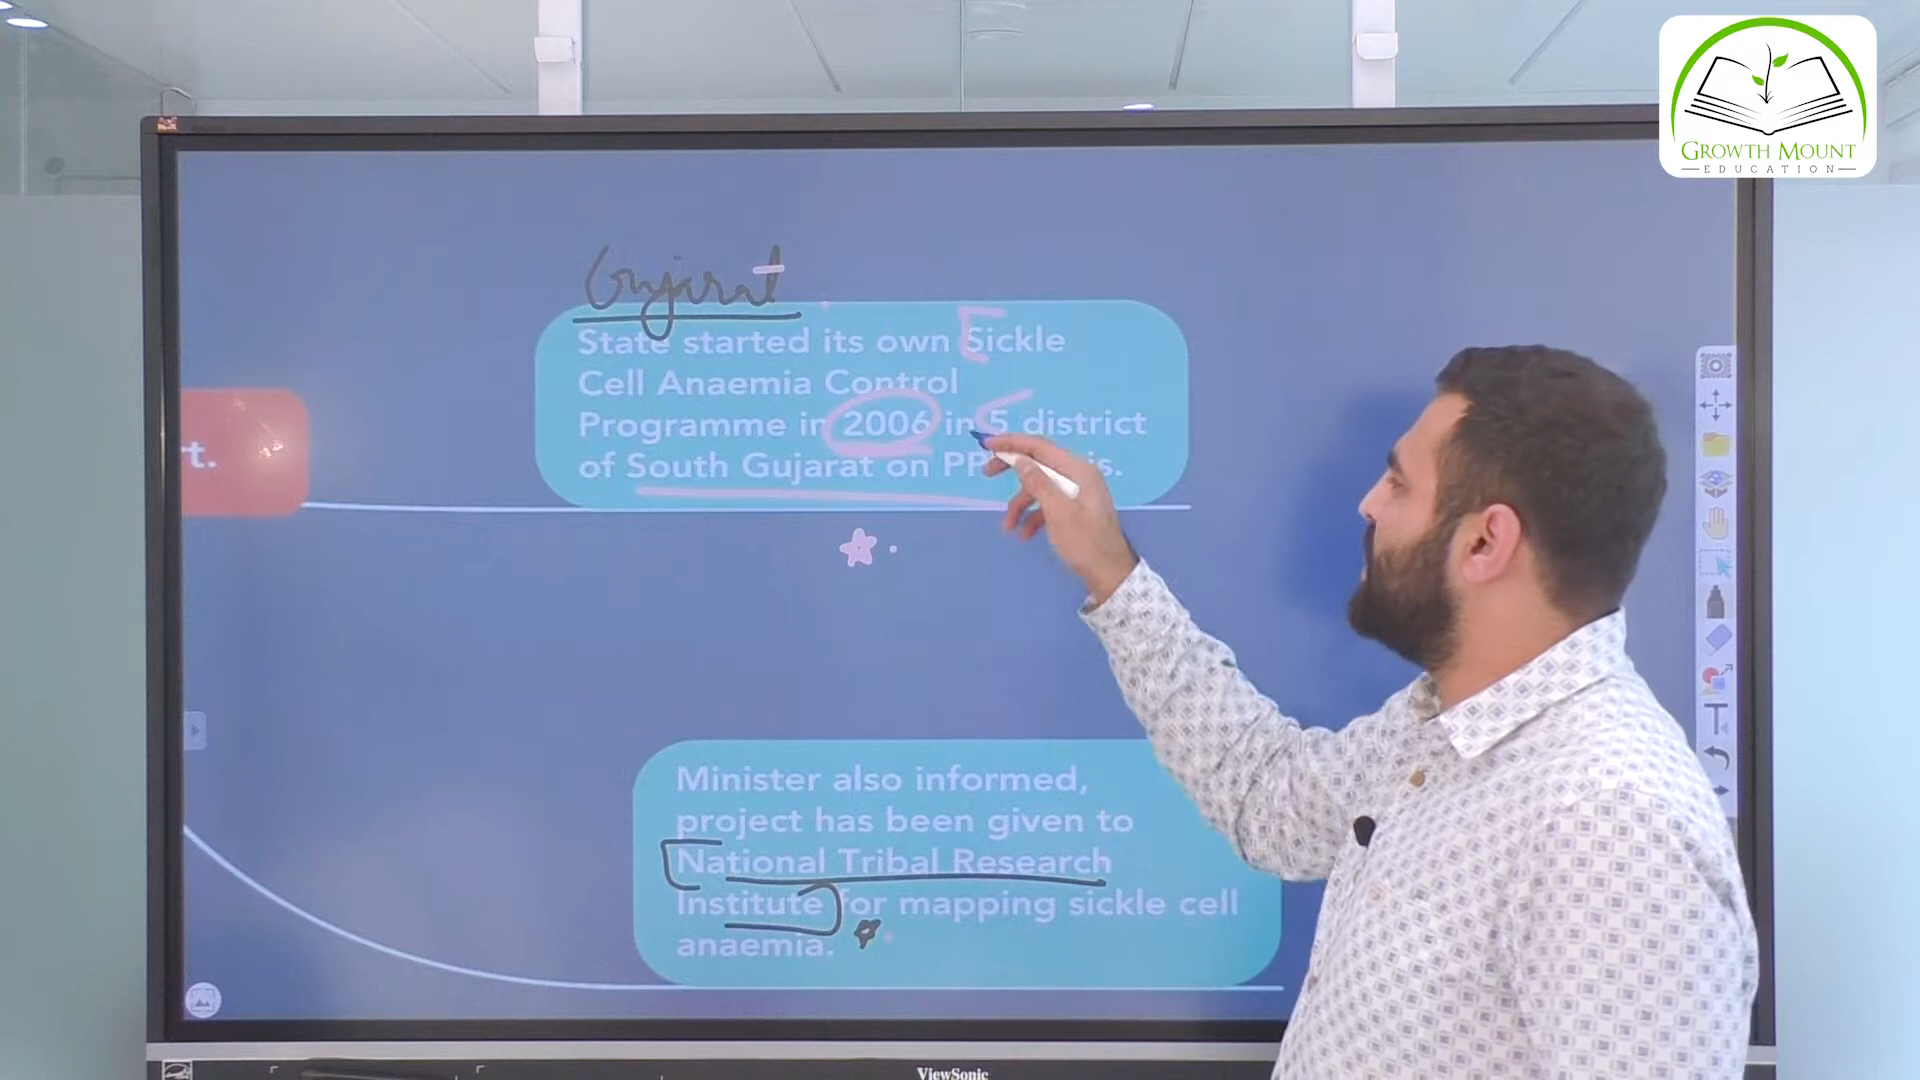 GROWTH MOUNT
EDUCATION
Gujarat
State started its own Sickle
Cell Anaemia Control
Programme in 2006 in 5 district
of South Gujarat on
rt.
Minister also informed,
project has been given to
National Tribal Research
Institute for mapping sickle cell
anaemia.
ViewSonic